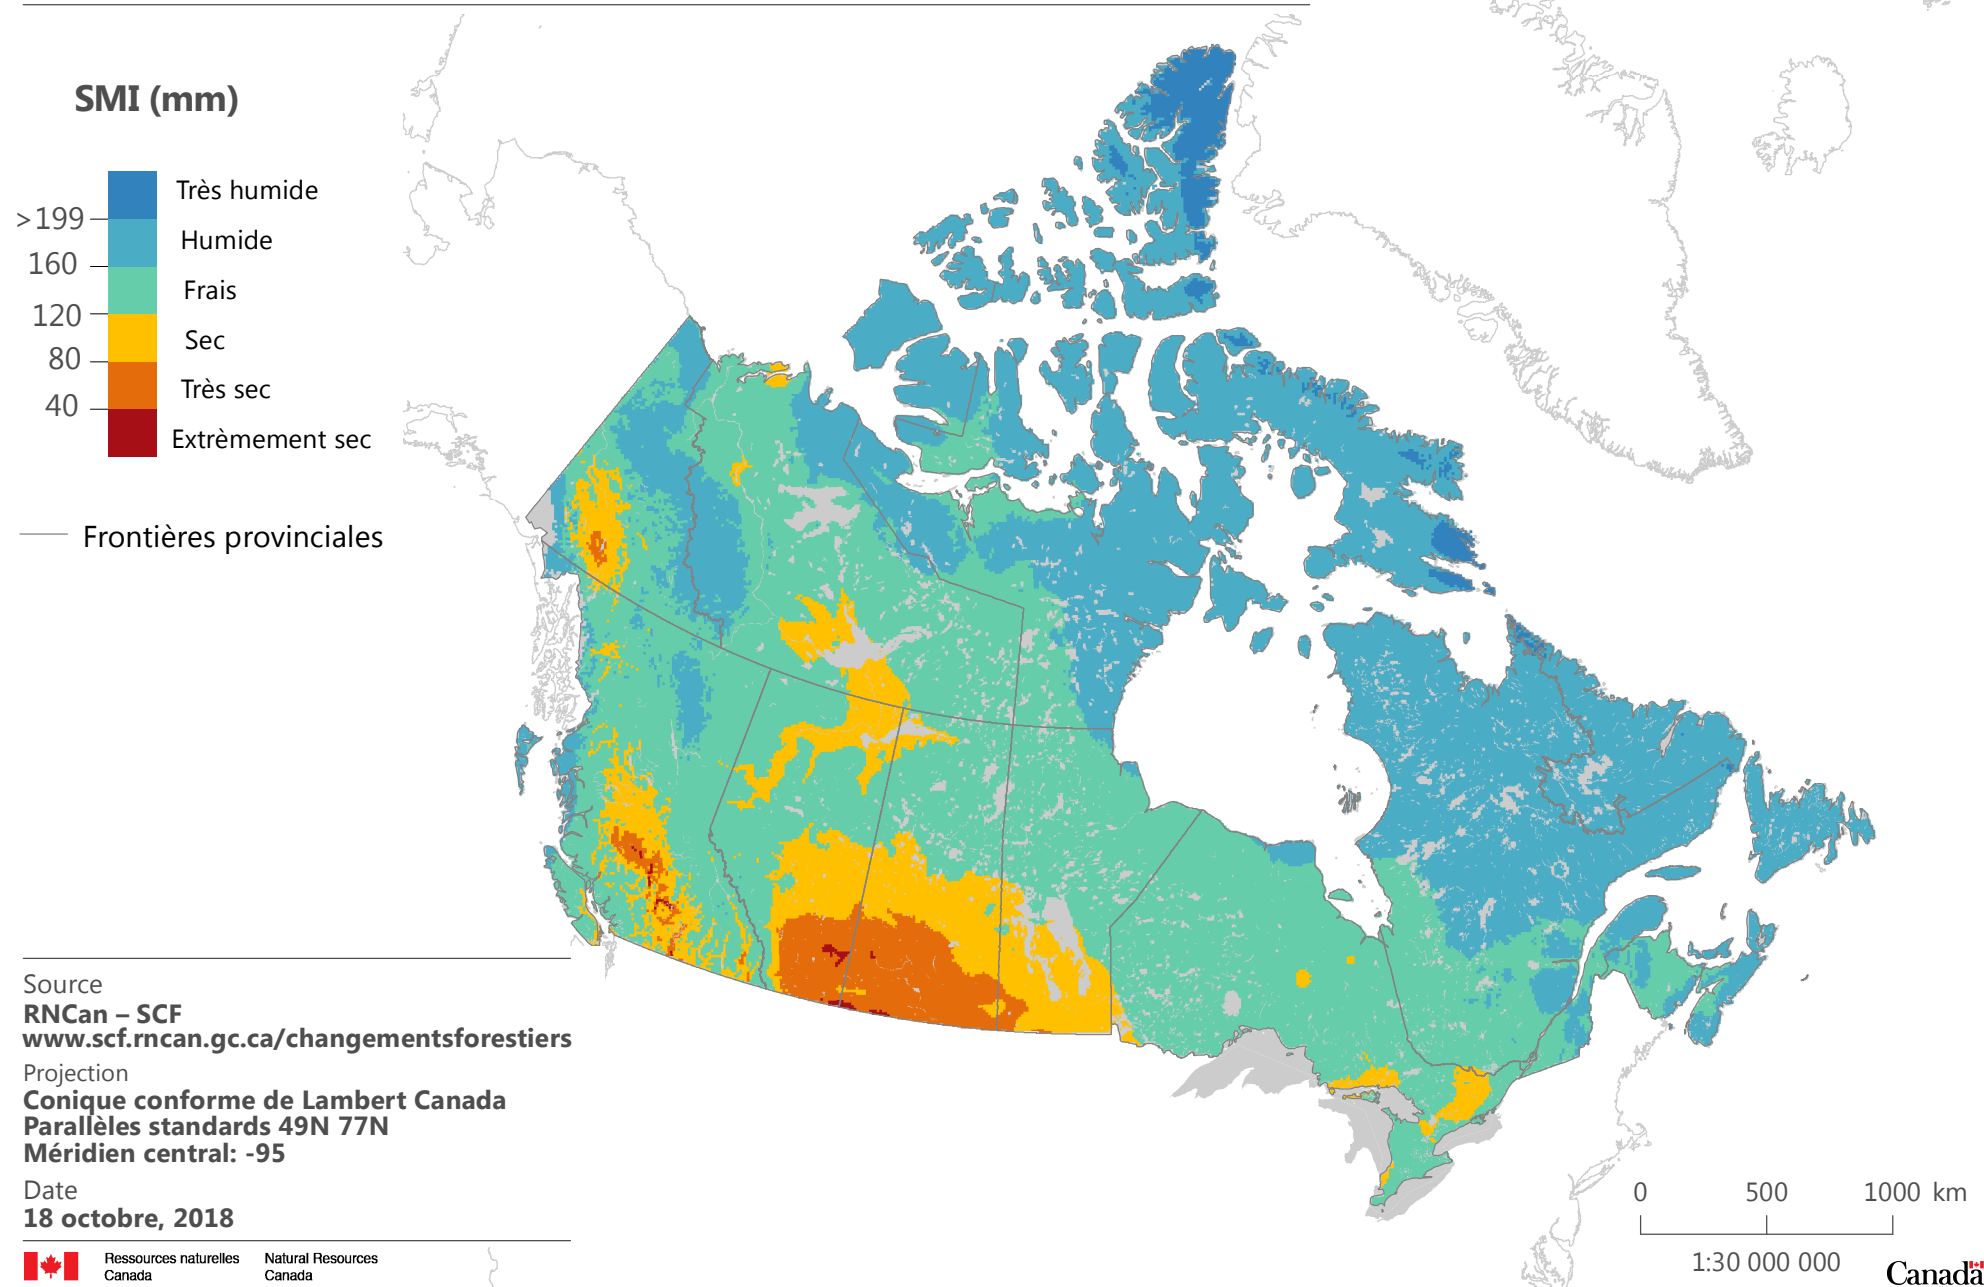 SMI (mm)
Très humide
>199
Humide
160
Frais
120
Sec
80
Très sec
40
Extrèmement sec
Frontières provinciales
Source
RNCan – SCF
www.scf.rncan.gc.ca/changementsforestiers
Projection
Conique conforme de Lambert Canada
Parallèles standards 49N 77N
Méridien central: -95
Date
18 octobre, 2018
Ressources naturelles Natural Resources
Canada Canada
0 500 1000 km
1:30 000 000
Canada